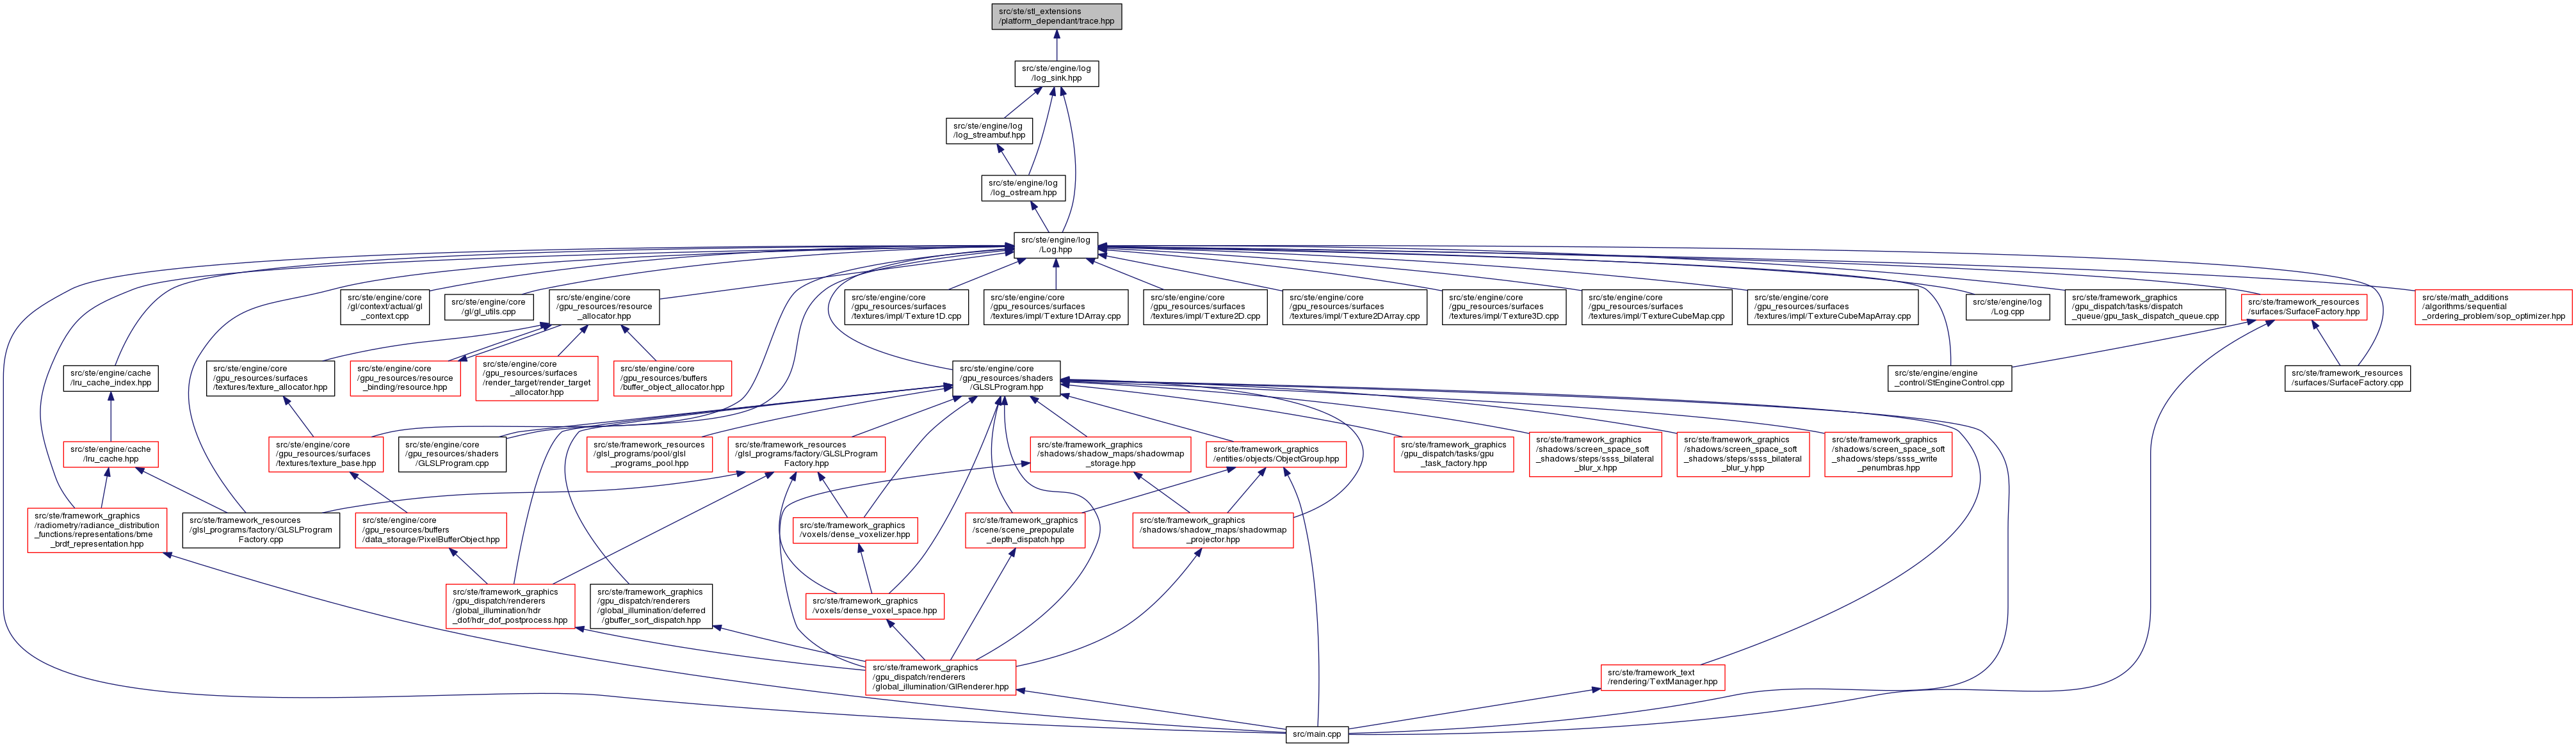 src/ste/stl_extensions
/platform_dependant/trace.hpp
src/ste/engine/log
/log_sink.hpp
src/ste/engine/log
/log_streambuf.hpp
src/ste/engine/log
/log_ostream.hpp
src/ste/engine/log
/Log.hpp
src/ste/engine/core
/gl/context/actual/gl
_context.cpp
src/ste/engine/core
/gl/gl_utils.cpp
src/ste/engine/core
/gpu_resources/resource
_allocator.hpp
src/ste/engine/core
/gpu_resources/surfaces
/textures/impl/Texture1D.cpp
src/ste/engine/core
/gpu_resources/surfaces
/textures/impl/Texture1DArray.cpp
src/ste/engine/core
/gpu_resources/surfaces
/textures/impl/Texture2D.cpp
src/ste/engine/core
/gpu_resources/surfaces
/textures/impl/Texture2DArray.cpp
src/ste/engine/core
/gpu_resources/surfaces
/textures/impl/Texture3D.cpp
src/ste/engine/core
/gpu_resources/surfaces
/textures/impl/TextureCubeMap.cpp
src/ste/engine/core
/gpu_resources/surfaces
/textures/impl/TextureCubeMapArray.cpp
src/ste/engine/log
/Log.cpp
src/ste/framework_graphics
/gpu_dispatch/tasks/dispatch
_queue/gpu_task_dispatch_queue.cpp
src/ste/framework_resources
/surfaces/SurfaceFactory.hpp
src/ste/math_additions
/algorithms/sequential
_ordering_problem/sop_optimizer.hpp
src/ste/engine/cache
/lru_cache_index.hpp
src/ste/engine/core
/gpu_resources/surfaces
/textures/texture_allocator.hpp
src/ste/engine/core
/gpu_resources/resource
_binding/resource.hpp
src/ste/engine/core
/gpu_resources/surfaces
/render_target/render_target
_allocator.hpp
src/ste/engine/core
/gpu_resources/buffers
/buffer_object_allocator.hpp
src/ste/engine/core
/gpu_resources/shaders
/GLSLProgram.hpp
src/ste/engine/engine
_control/StEngineControl.cpp
src/ste/framework_resources
/surfaces/SurfaceFactory.cpp
src/ste/engine/cache
/lru_cache.hpp
src/ste/engine/core
/gpu_resources/surfaces
/textures/texture_base.hpp
src/ste/engine/core
/gpu_resources/shaders
/GLSLProgram.cpp
src/ste/framework_resources
/glsl_programs/pool/glsl
_programs_pool.hpp
src/ste/framework_resources
/glsl_programs/factory/GLSLProgram
Factory.hpp
src/ste/framework_graphics
/shadows/shadow_maps/shadowmap
_storage.hpp
src/ste/framework_graphics
/entities/objects/ObjectGroup.hpp
src/ste/framework_graphics
/gpu_dispatch/tasks/gpu
_task_factory.hpp
src/ste/framework_graphics
/shadows/screen_space_soft
_shadows/steps/ssss_bilateral
_blur_x.hpp
src/ste/framework_graphics
/shadows/screen_space_soft
_shadows/steps/ssss_bilateral
_blur_y.hpp
src/ste/framework_graphics
/shadows/screen_space_soft
_shadows/steps/ssss_write
_penumbras.hpp
src/ste/framework_graphics
/radiometry/radiance_distribution
_functions/representations/bme
_brdf_representation.hpp
src/ste/framework_resources
/glsl_programs/factory/GLSLProgram
Factory.cpp
src/ste/engine/core
/gpu_resources/buffers
/data_storage/PixelBufferObject.hpp
src/ste/framework_graphics
/voxels/dense_voxelizer.hpp
src/ste/framework_graphics
/scene/scene_prepopulate
_depth_dispatch.hpp
src/ste/framework_graphics
/shadows/shadow_maps/shadowmap
_projector.hpp
src/ste/framework_graphics
/gpu_dispatch/renderers
/global_illumination/hdr
_dof/hdr_dof_postprocess.hpp
src/ste/framework_graphics
/gpu_dispatch/renderers
/global_illumination/deferred
/gbuffer_sort_dispatch.hpp
src/ste/framework_graphics
/voxels/dense_voxel_space.hpp
src/ste/framework_graphics
/gpu_dispatch/renderers
/global_illumination/GIRenderer.hpp
src/ste/framework_text
/rendering/TextManager.hpp
src/main.cpp